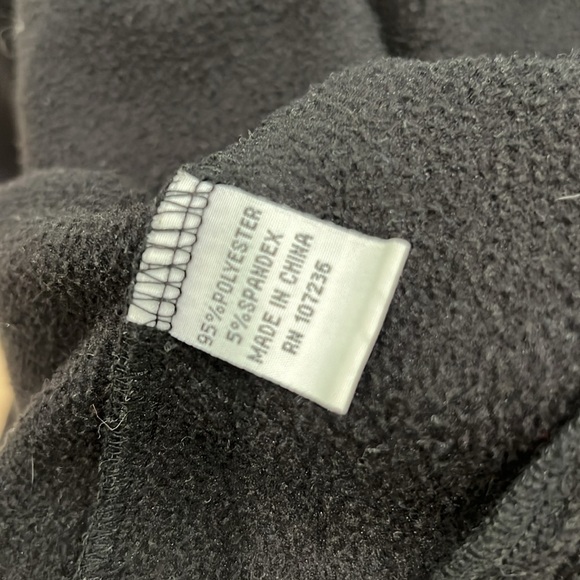 95%POLYESTER
5%SPANDEX
MADE IN CHINA
RN 107236